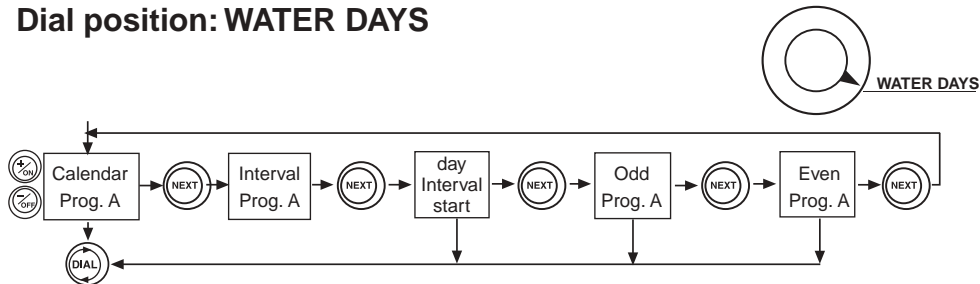 Dial position: WATER DAYS
WATER DAYS
+/ON
Calendar
Prog. A
NEXT
Interval
Prog. A
NEXT
day
Interval
start
NEXT
Odd
Prog. A
NEXT
Even
Prog. A
NEXT
-/OFF
DIAL